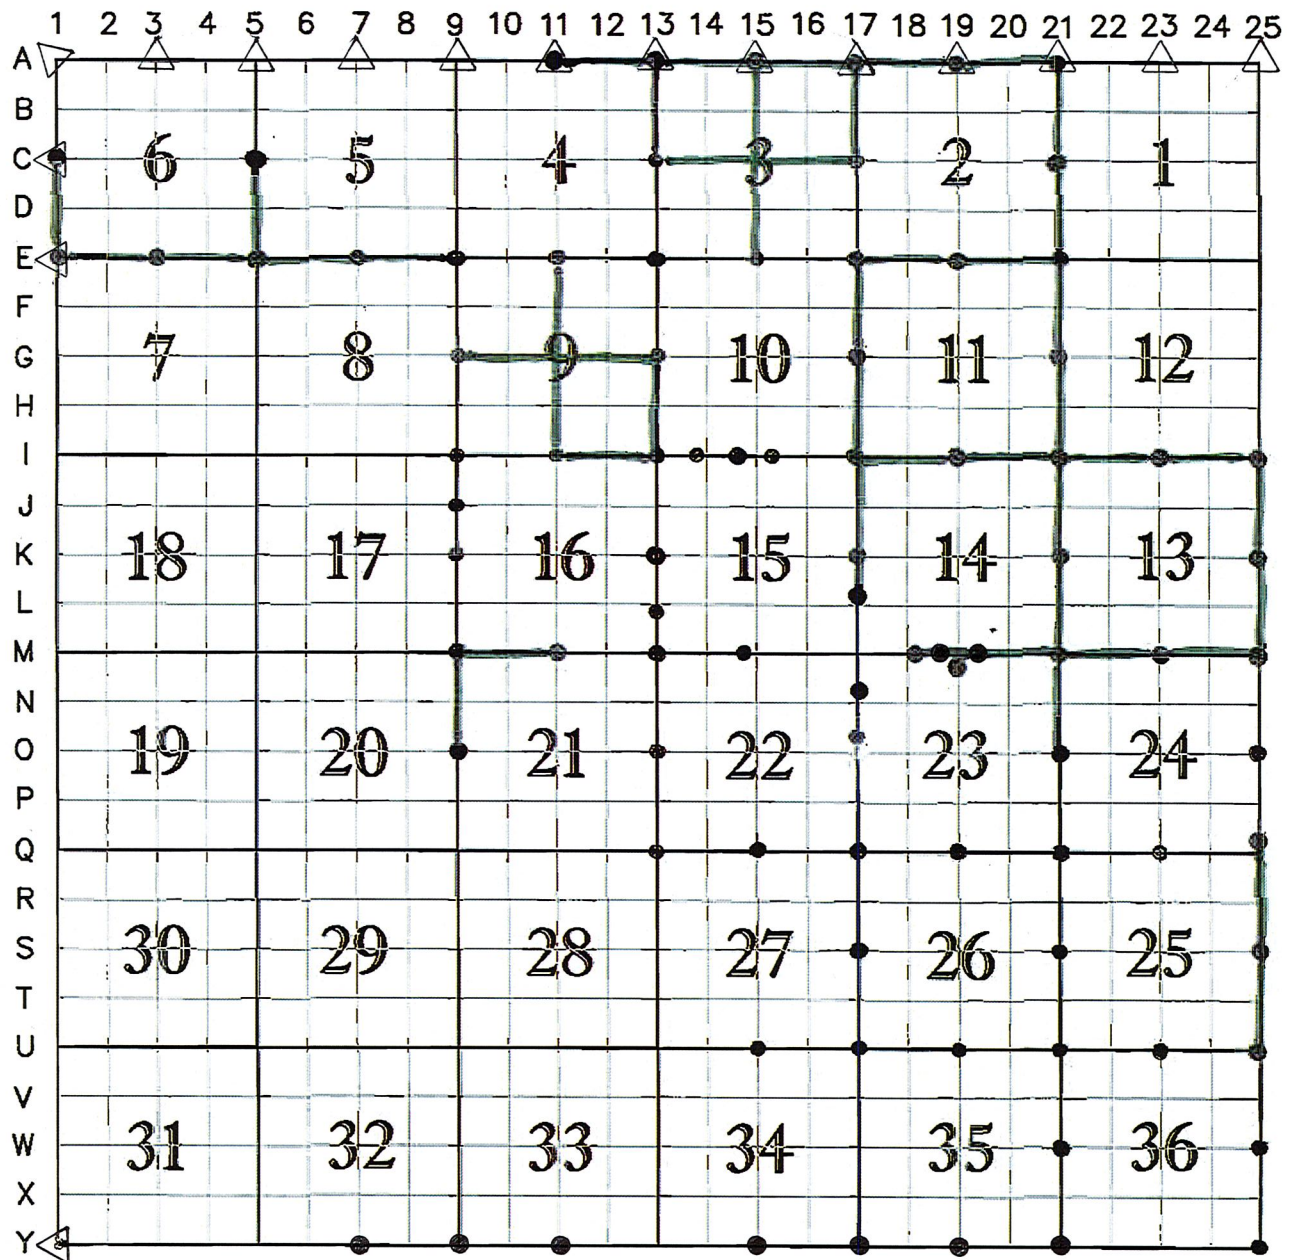 1 2 3 4 5 6 7 8 9 10 11 12 13 14 15 16 17 18 19 20 21 22 23 24 25
A
B
C 6 5 4 3 2 1
D
E
F
G 7 8 9 10 11 12
H
I
J
K 18 17 16 15 14 13
L
M
N
O 19 20 21 22 23 24
P
Q
R
S 30 29 28 27 26 25
T
U
V
W 31 32 33 34 35 36
X
Y